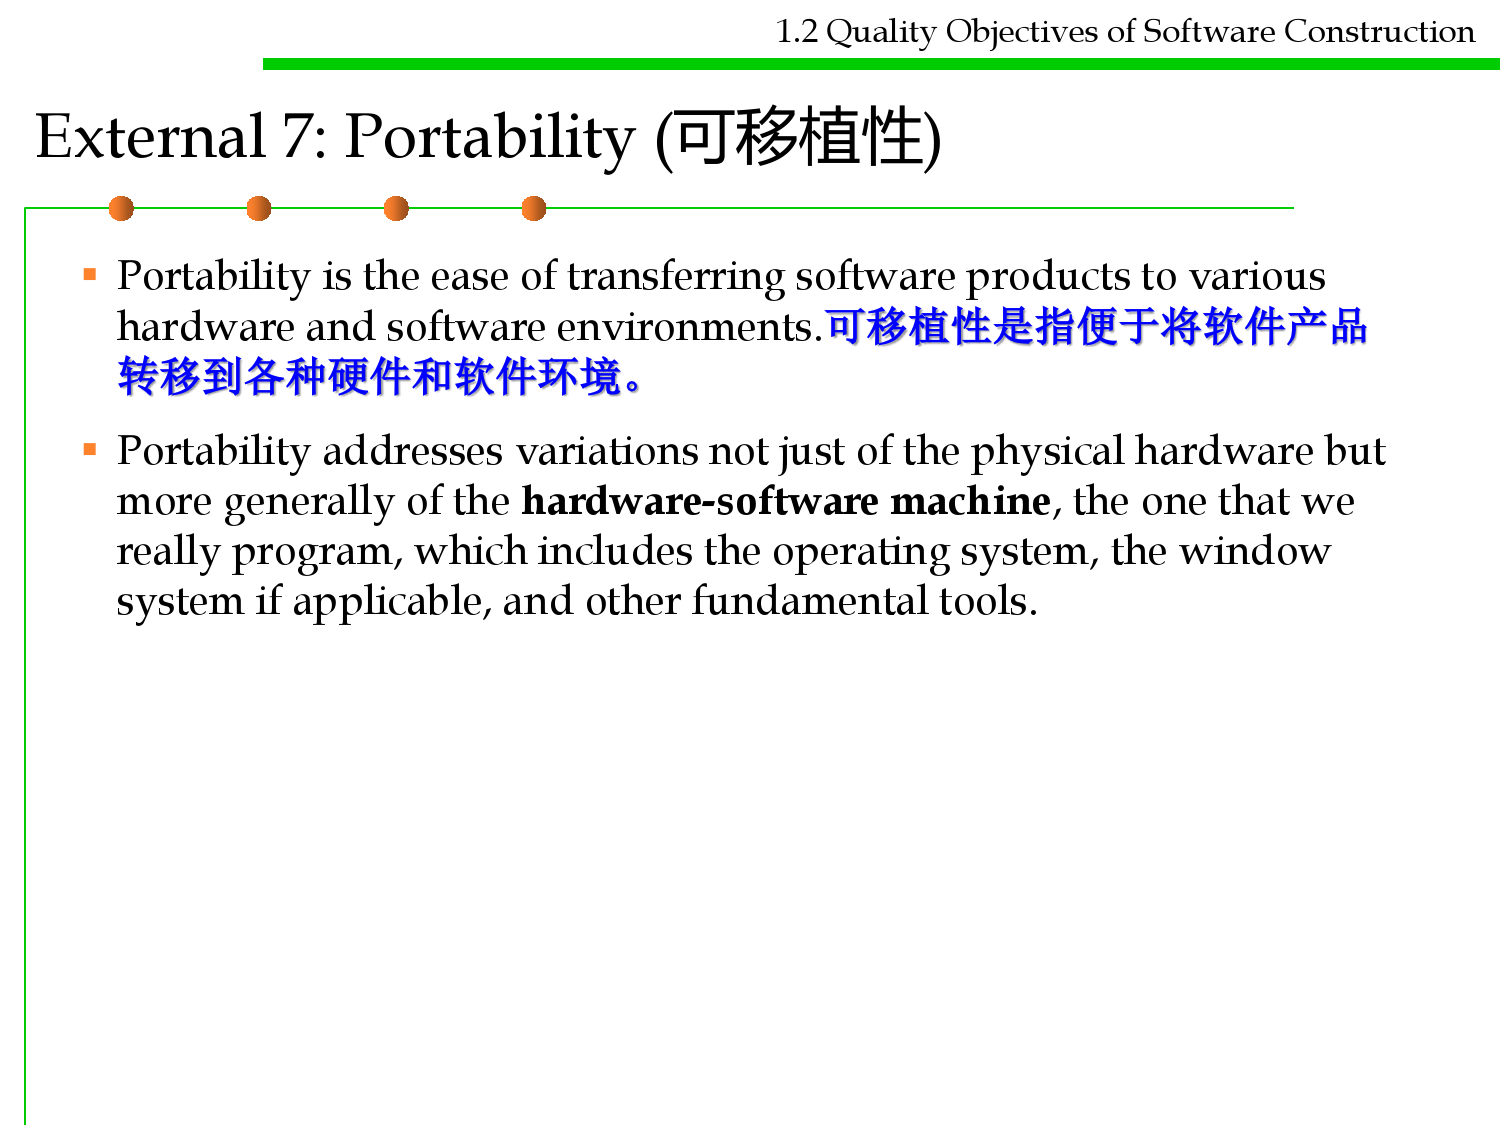 1.2 Quality Objectives of Software Construction
External 7: Portability (可移植性)
Portability is the ease of transferring software products to various
hardware and software environments.可移植性是指便于将软件产品
转移到各种硬件和软件环境。
Portability addresses variations not just of the physical hardware but
more generally of the hardware-software machine, the one that we
really program, which includes the operating system, the window
system if applicable, and other fundamental tools.